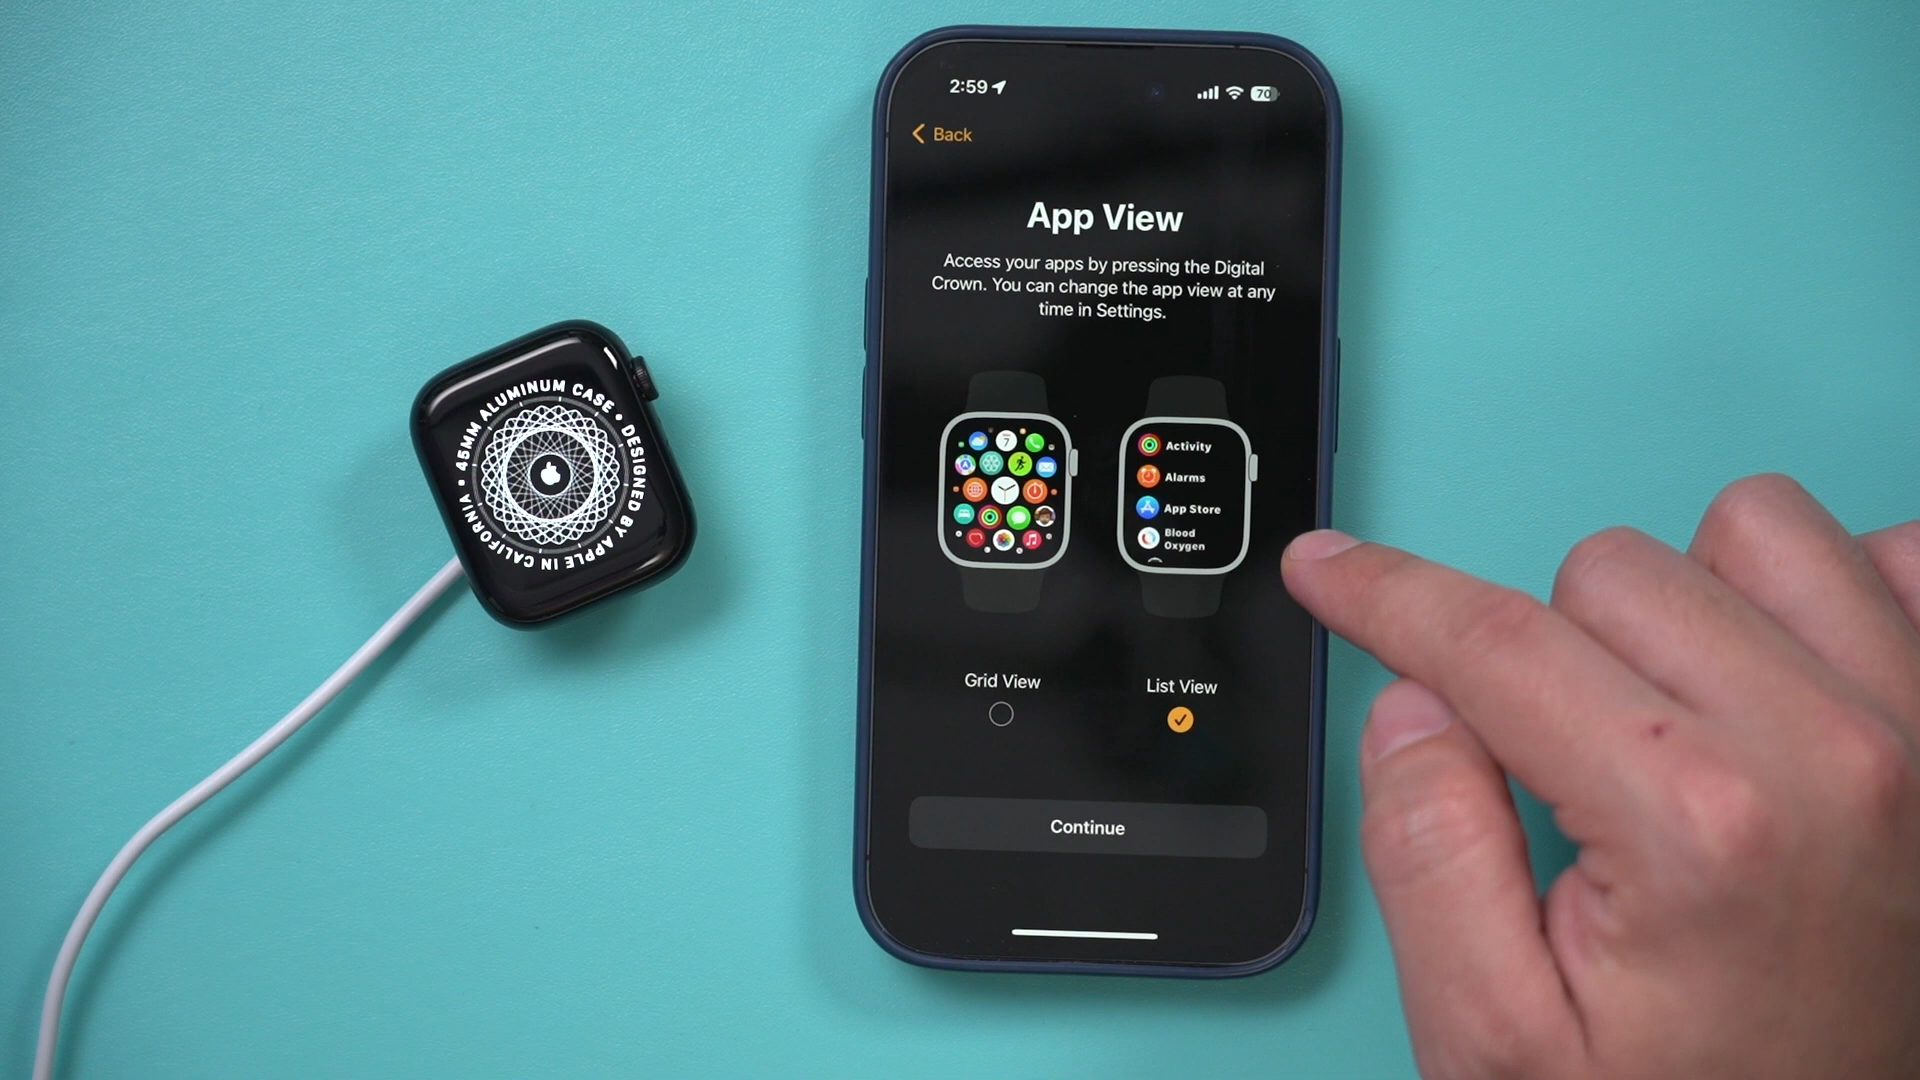 2:59
70
Back
App View
Access your apps by pressing the Digital
Crown. You can change the app view at any
time in Settings.
7
Activity
Alarms
App Store
Blood
Oxygen
Grid View
List View
Continue
45MM ALUMINUM CASE • DESIGNED BY APPLE IN CALIFORNIA •